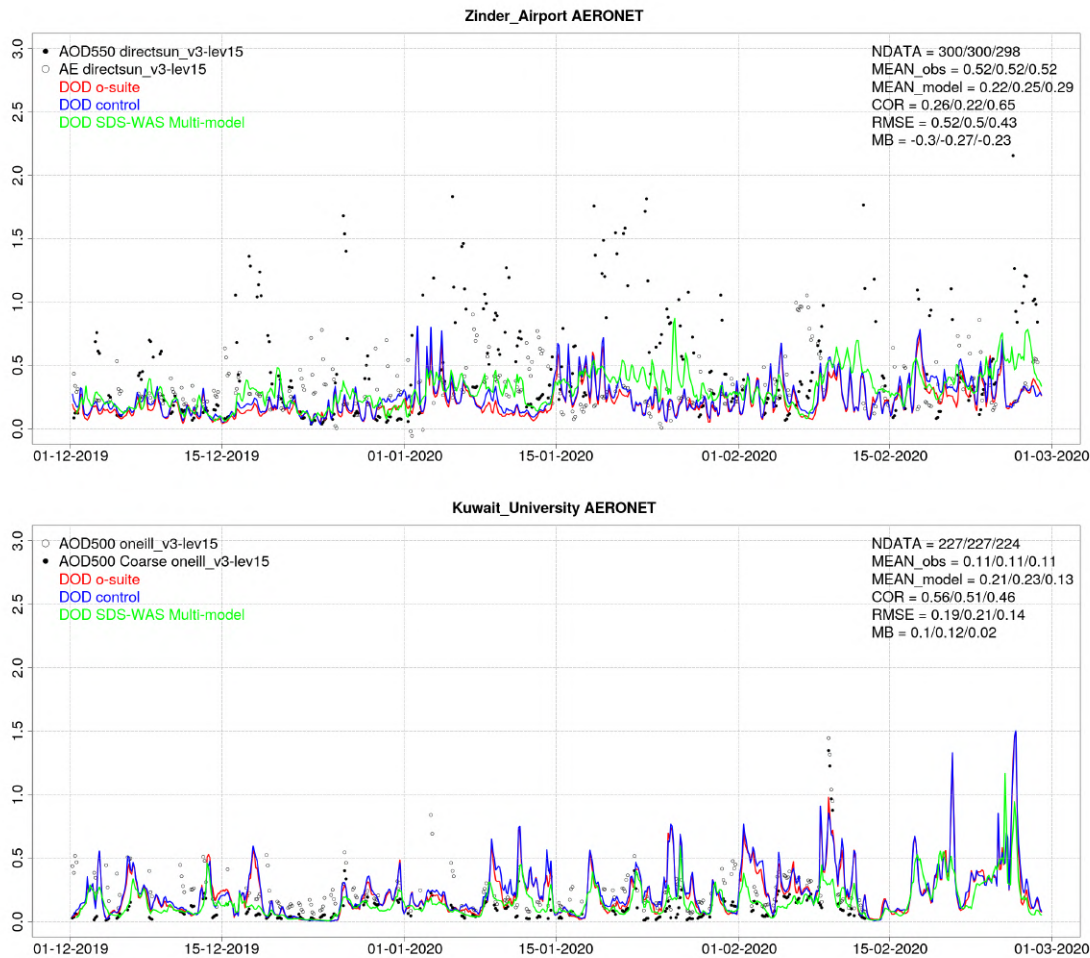 Zinder_Airport AERONET
AOD550 directsun_v3-lev15
AE directsun_v3-lev15
DOD o-suite
DOD control
DOD SDS-WAS Multi-model
NDATA = 300/300/298
MEAN_obs = 0.52/0.52/0.52
MEAN_model = 0.22/0.25/0.29
COR = 0.26/0.22/0.65
RMSE = 0.52/0.5/0.43
MB = -0.3/-0.27/-0.23
3.0
2.5
2.0
1.5
1.0
0.5
0.0
01-12-2019 15-12-2019 01-01-2020 15-01-2020 01-02-2020 15-02-2020 01-03-2020
Kuwait_University AERONET
AOD500 oneill_v3-lev15
AOD500 Coarse oneill_v3-lev15
DOD o-suite
DOD control
DOD SDS-WAS Multi-model
NDATA = 227/227/224
MEAN_obs = 0.11/0.11/0.11
MEAN_model = 0.21/0.23/0.13
COR = 0.56/0.51/0.46
RMSE = 0.19/0.21/0.14
MB = 0.1/0.12/0.02
3.0
2.5
2.0
1.5
1.0
0.5
0.0
01-12-2019 15-12-2019 01-01-2020 15-01-2020 01-02-2020 15-02-2020 01-03-2020